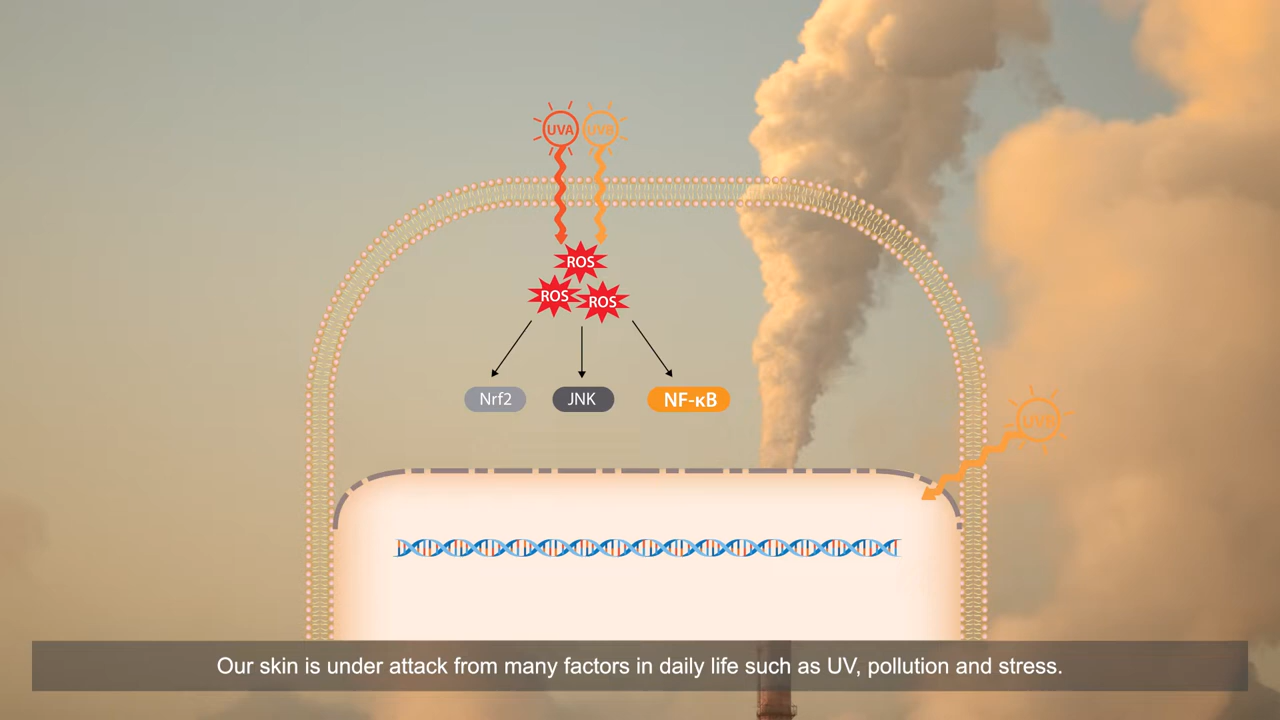 UVA UVB
ROS
ROS ROS
Nrf2 JNK NF-κB
UVB
Our skin is under attack from many factors in daily life such as UV, pollution and stress.